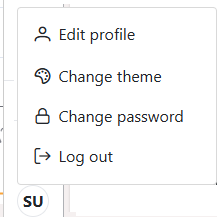 Edit profile
Change theme
Change password
Log out
SU